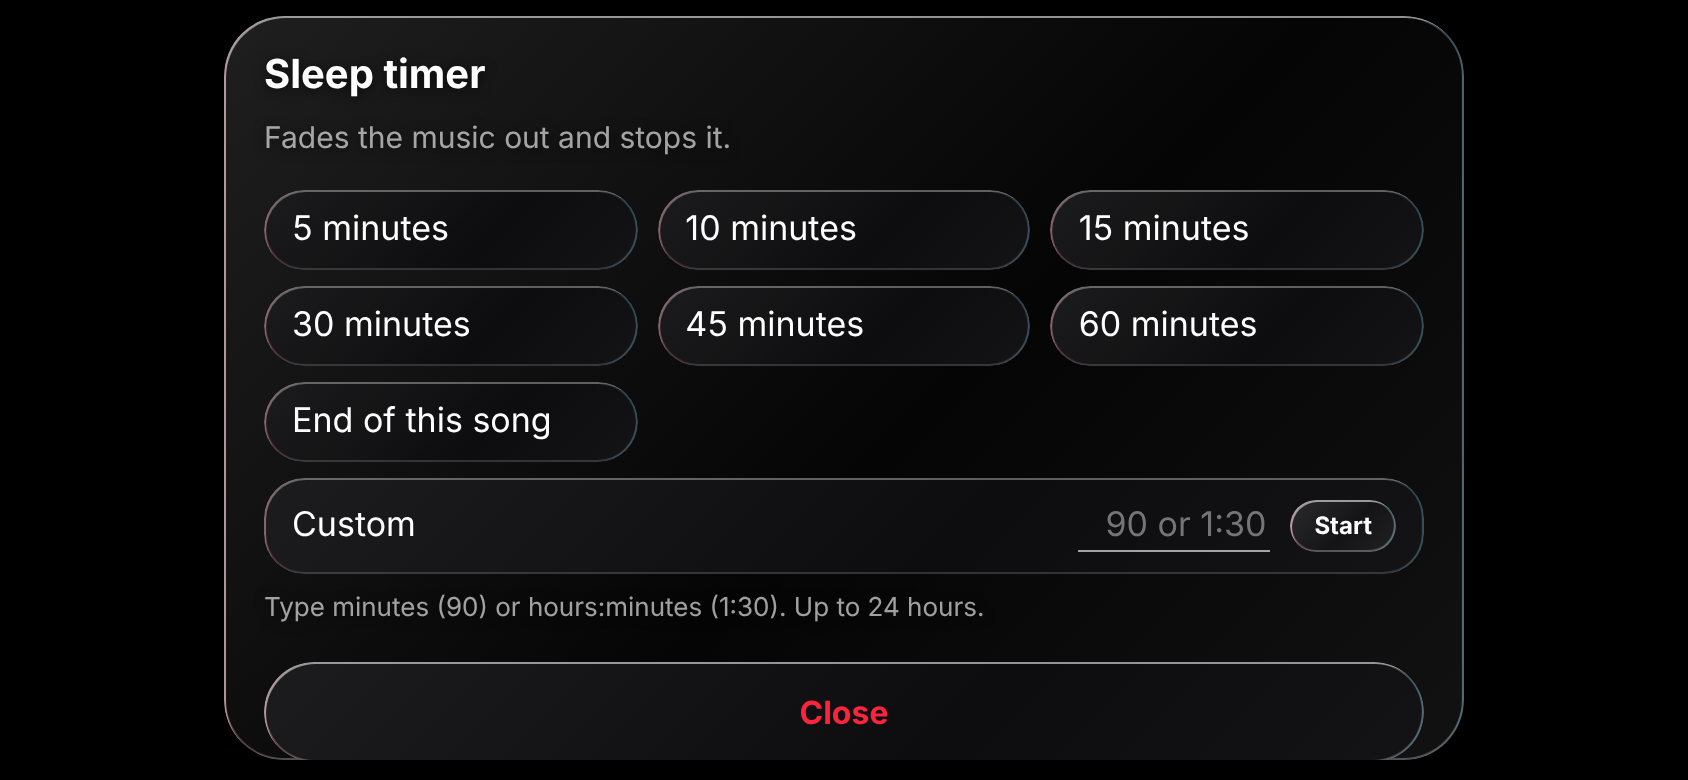 Sleep timer
Fades the music out and stops it.
5 minutes
10 minutes
15 minutes
30 minutes
45 minutes
60 minutes
End of this song
Custom
90 or 1:30
Start
Type minutes (90) or hours:minutes (1:30). Up to 24 hours.
Close